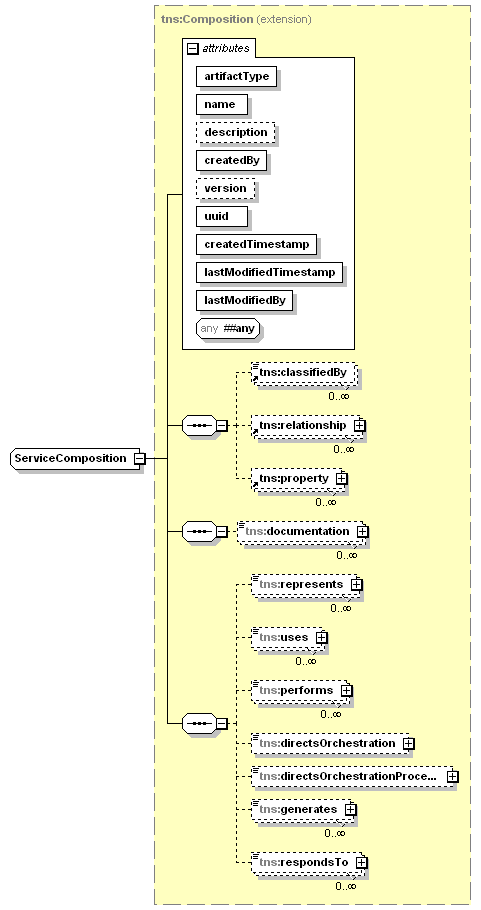 tns:Composition (extension)
attributes
artifactType
name
description
createdBy
version
uuid
createdTimestamp
lastModifiedTimestamp
lastModifiedBy
any ##any
tns:classifiedBy
0..∞
tns:relationship
0..∞
ServiceComposition
tns:property
0..∞
tns:documentation
0..∞
tns:represents
0..∞
tns:uses
0..∞
tns:performs
0..∞
tns:directsOrchestration
tns:directsOrchestrationProce...
tns:generates
0..∞
tns:respondsTo
0..∞